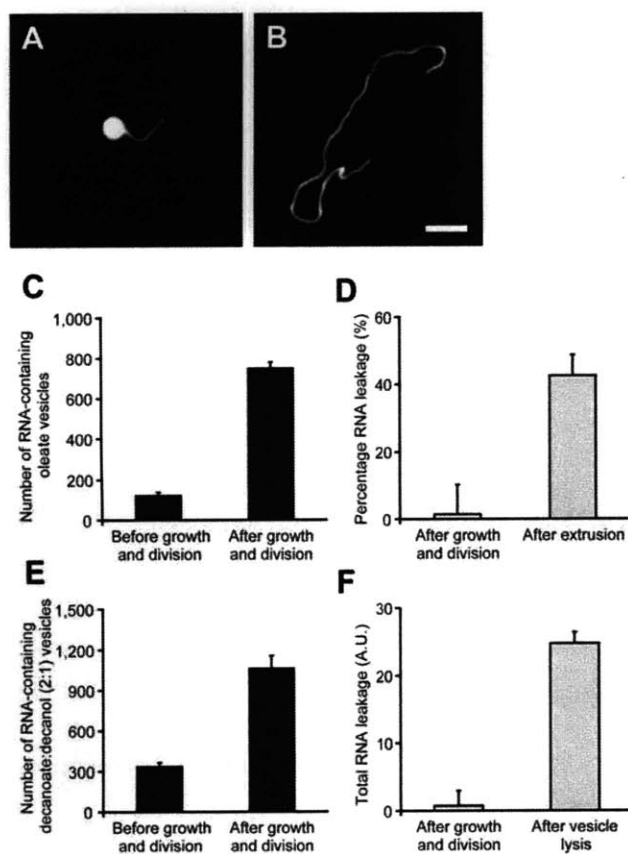 A
B
C
Number of RNA-containing
oleate vesicles
1,000
800
600
400
200
0
Before growth
and division
After growth
and division
D
Percentage RNA leakage (%)
60
40
20
0
After growth
and division
After extrusion
E
Number of RNA-containing
decanoate:decanol (2:1) vesicles
1,500
1,200
900
600
300
0
Before growth
and division
After growth
and division
F
Total RNA leakage (A.U.)
30
20
10
0
After growth
and division
After vesicle
lysis